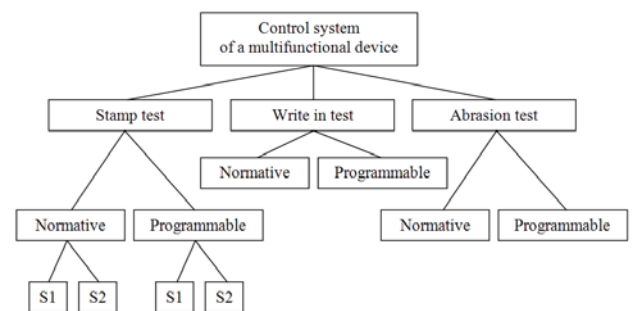 Control system
of a multifunctional device
Stamp test
Write in test
Abrasion test
Normative
Programmable
Normative
Programmable
Normative
Programmable
S1
S2
S1
S2